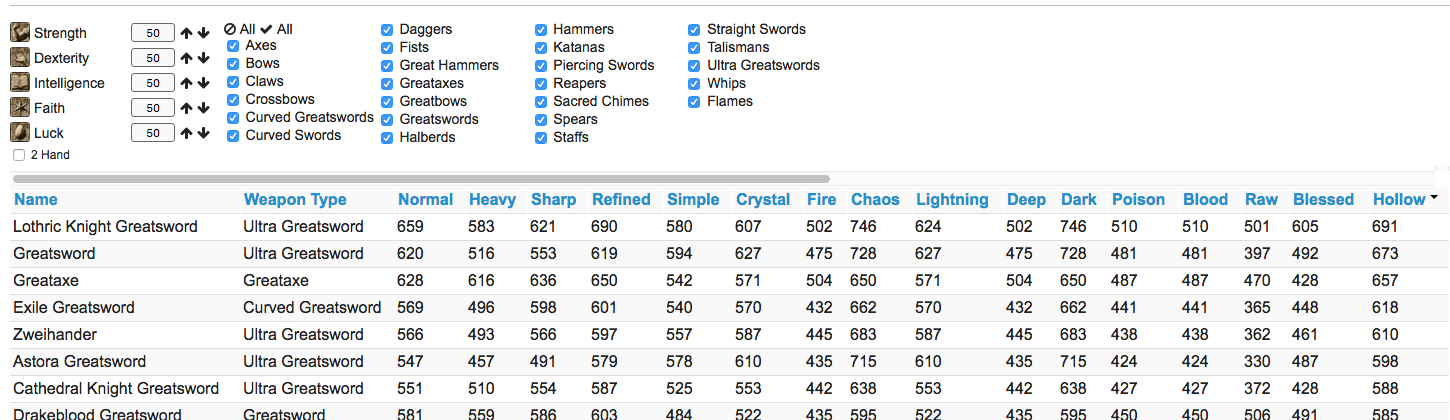 Strength 50 All All Daggers Hammers Straight Swords
Dexterity 50 Axes Fists Katanas Talismans
Intelligence 50 Bows Great Hammers Piercing Swords Ultra Greatswords
Faith 50 Claws Greataxes Reapers Whips
Luck 50 Crossbows Greatbows Sacred Chimes Flames
2 Hand Curved Greatswords Greatswords Spears
Curved Swords Halberds Staffs
Name Weapon Type Normal Heavy Sharp Refined Simple Crystal Fire Chaos Lightning Deep Dark Poison Blood Raw Blessed Hollow
Lothric Knight Greatsword Ultra Greatsword 659 583 621 690 580 607 502 746 624 502 746 510 510 501 605 691
Greatsword Ultra Greatsword 620 516 553 619 594 627 475 728 627 475 728 481 481 397 492 673
Greataxe Greataxe 628 616 636 650 542 571 504 650 571 504 650 487 487 470 428 657
Exile Greatsword Curved Greatsword 569 496 598 601 540 570 432 662 570 432 662 441 441 365 448 618
Zweihander Ultra Greatsword 566 493 566 597 557 587 445 683 587 445 683 438 438 362 461 610
Astora Greatsword Ultra Greatsword 547 457 491 579 578 610 435 715 610 435 715 424 424 330 487 598
Cathedral Knight Greatsword Ultra Greatsword 551 510 554 587 525 553 442 638 553 442 638 427 427 372 428 588
Drakeblood Greatsword Greatsword 581 559 586 603 484 522 435 595 522 435 595 450 450 506 491 585